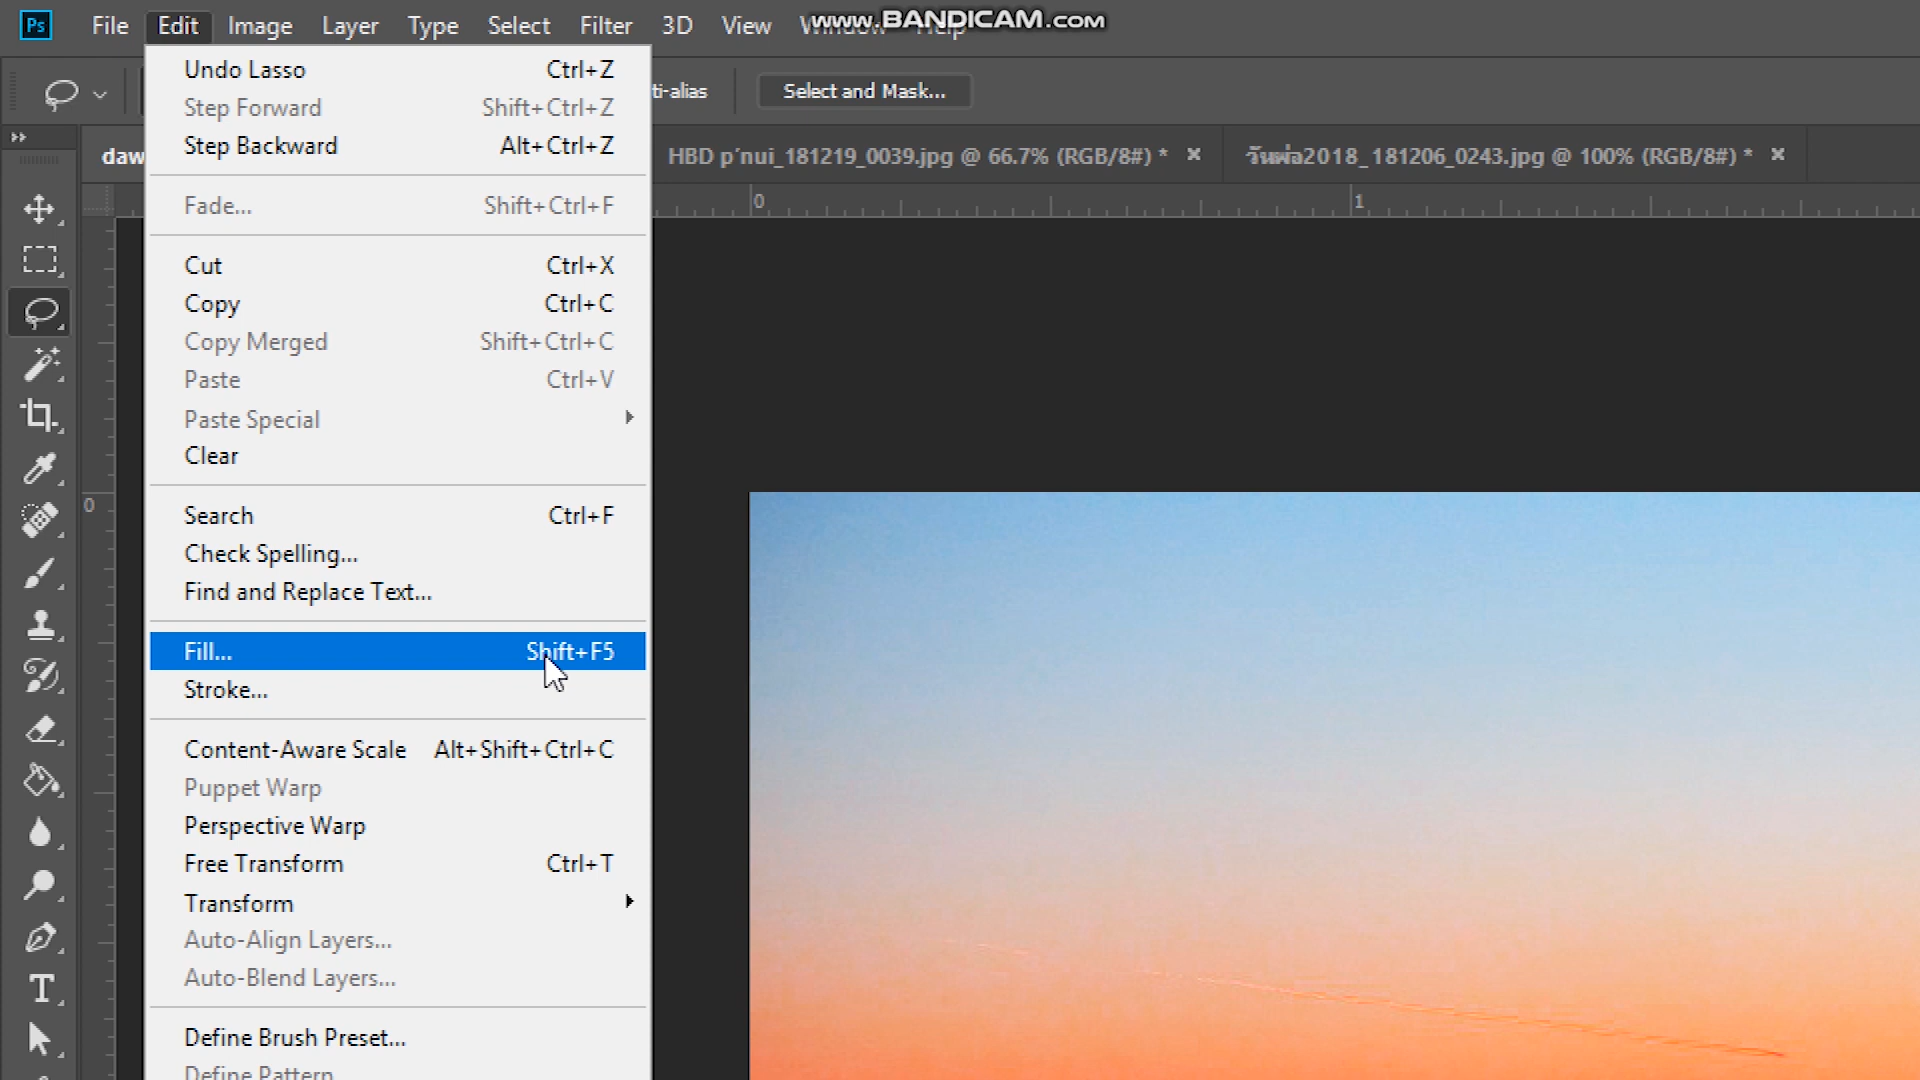 Ps File Edit Image Layer Type Select Filter 3D View Window Help
www.BANDICAM.com
ti-alias Select and Mask...
daw
HBD p'nui_181219_0039.jpg @ 66.7% (RGB/8#) *
วันพ่อ2018_181206_0243.jpg @ 100% (RGB/8#) *
0 1
0
Undo Lasso Ctrl+Z
Step Forward Shift+Ctrl+Z
Step Backward Alt+Ctrl+Z
Fade... Shift+Ctrl+F
Cut Ctrl+X
Copy Ctrl+C
Copy Merged Shift+Ctrl+C
Paste Ctrl+V
Paste Special
Clear
Search Ctrl+F
Check Spelling...
Find and Replace Text...
Fill... Shift+F5
Stroke...
Content-Aware Scale Alt+Shift+Ctrl+C
Puppet Warp
Perspective Warp
Free Transform Ctrl+T
Transform
Auto-Align Layers...
Auto-Blend Layers...
Define Brush Preset...
Define Pattern